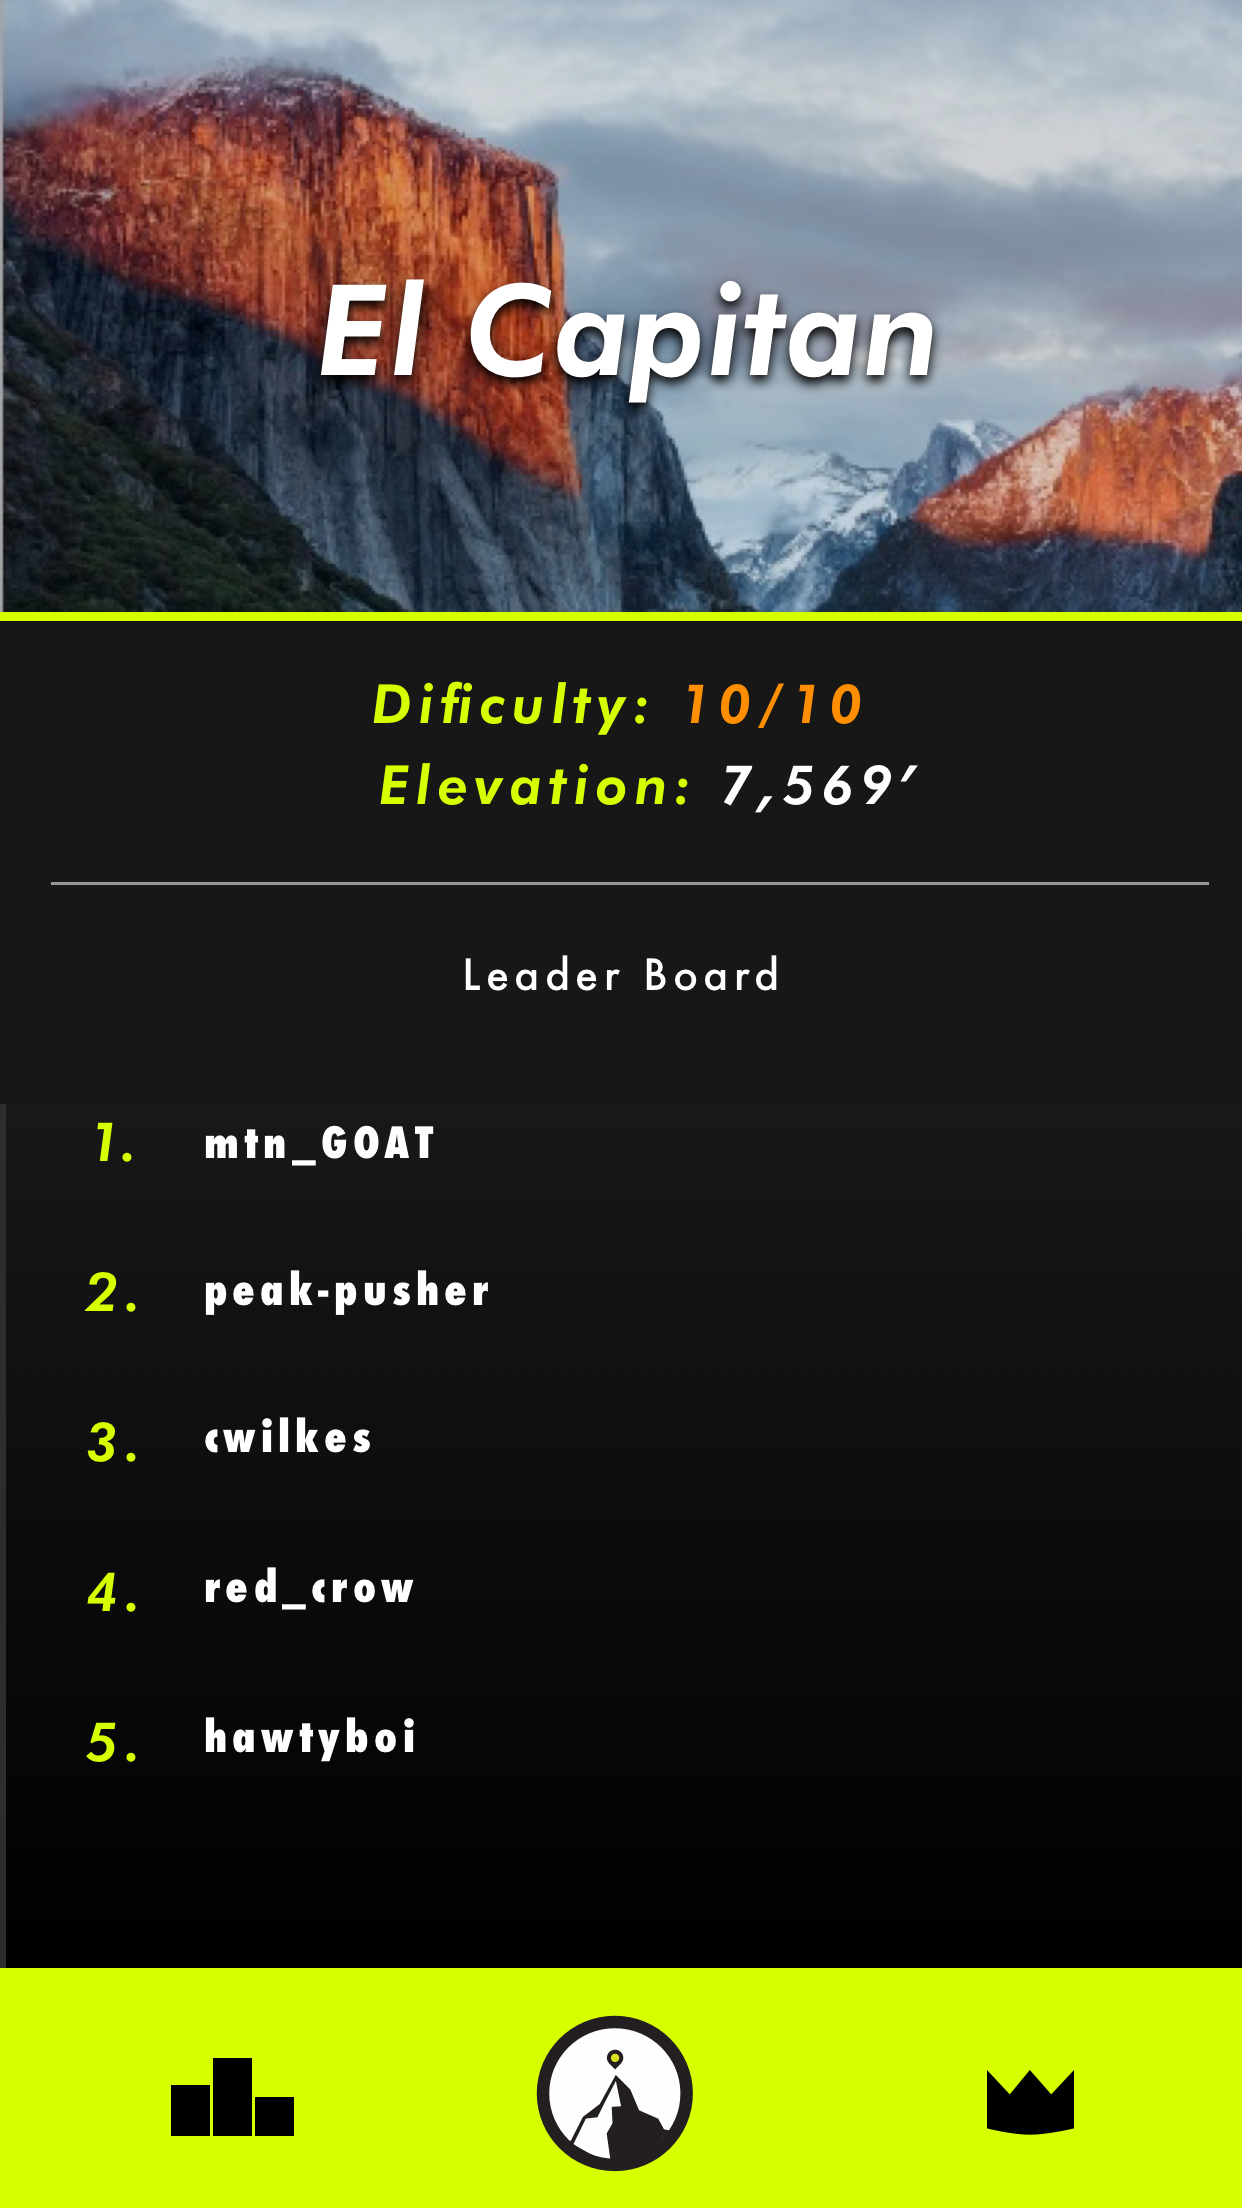 El Capitan
Dificulty: 10/10
Elevation: 7,569’
Leader Board
1. mtn_GOAT
2. peak-pusher
3. cwilkes
4. red_crow
5. hawtyboi